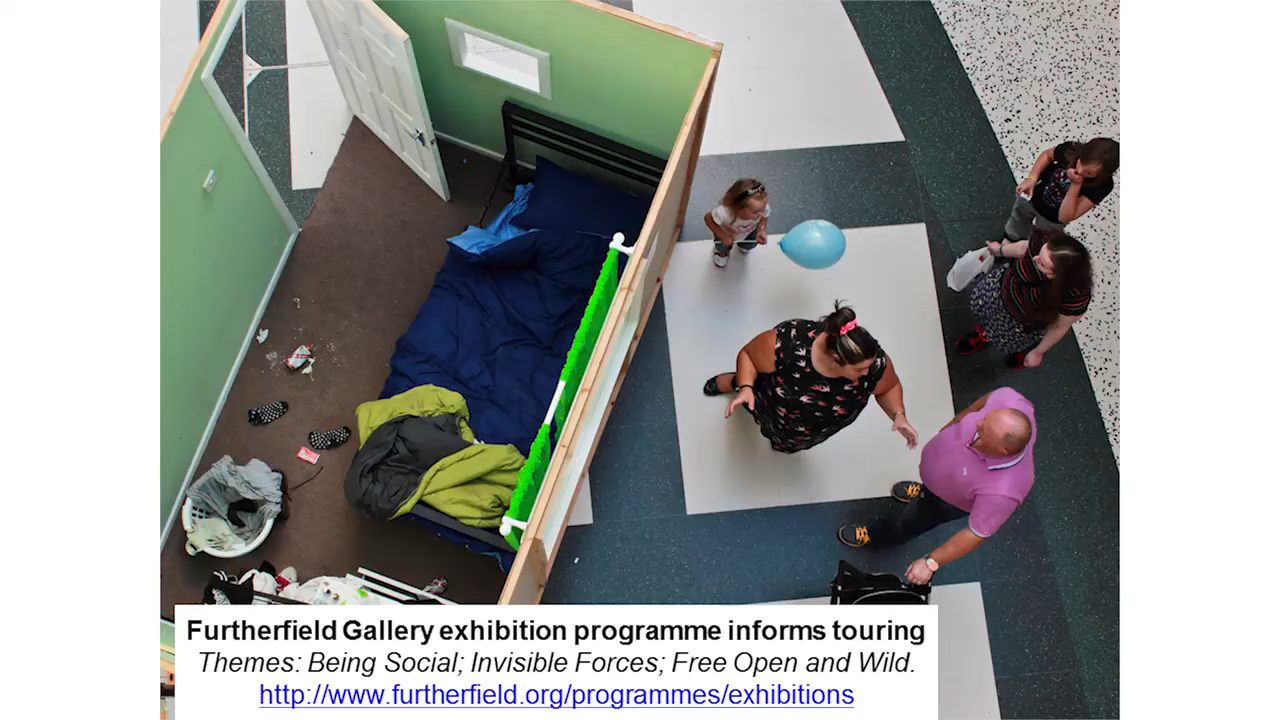 Furtherfield Gallery exhibition programme informs touring
Themes: Being Social; Invisible Forces; Free Open and Wild.
http://www.furtherfield.org/programmes/exhibitions